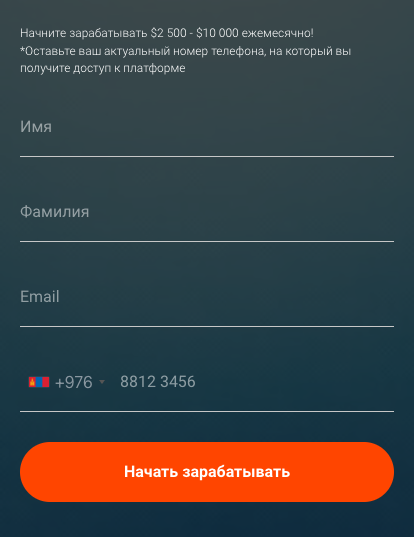 Начните зарабатывать $2 500 - $10 000 ежемесячно!
*Оставьте ваш актуальный номер телефона, на который вы
получите доступ к платформе
Имя
Фамилия
Email
+976 8812 3456
Начать зарабатывать